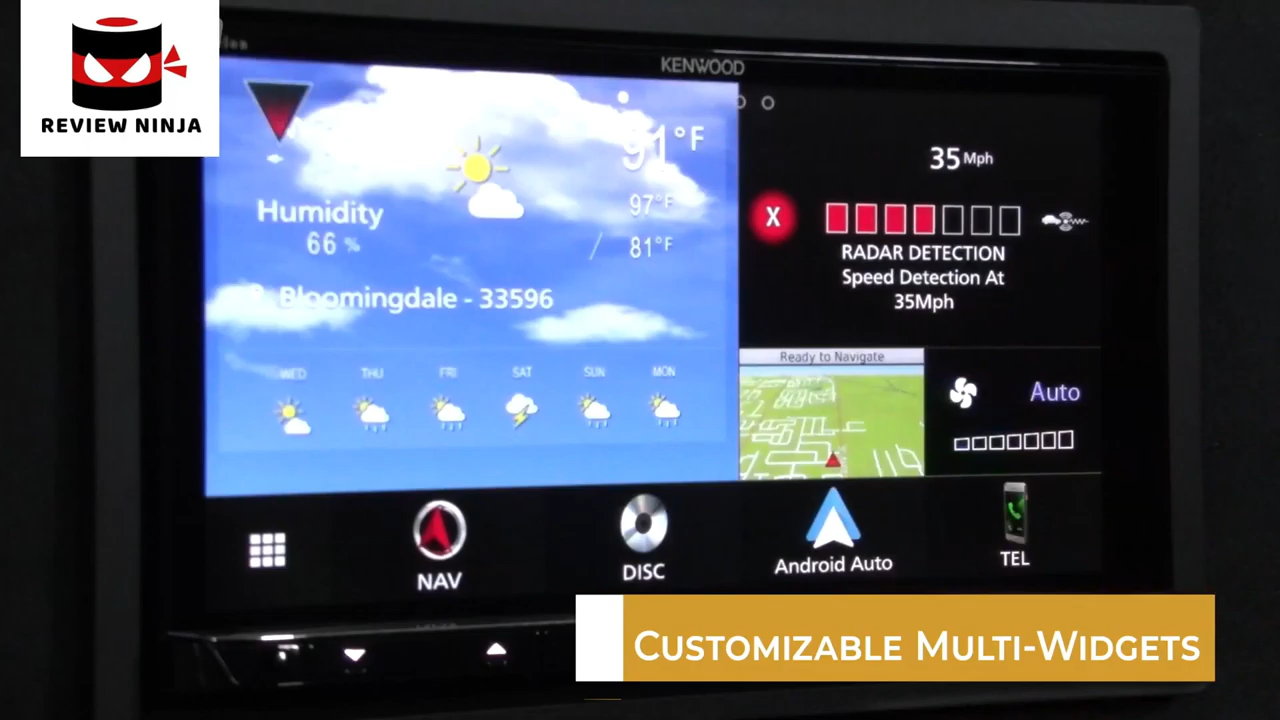 REVIEW NINJA
KENWOOD
91°F
97°F
/ 81°F
Humidity
66 %
Bloomingdale - 33596
WED THU FRI SAT SUN MON
35 Mph
X
RADAR DETECTION
Speed Detection At
35Mph
Ready to Navigate
Auto
NAV
DISC
Android Auto
TEL
CUSTOMIZABLE MULTI-WIDGETS